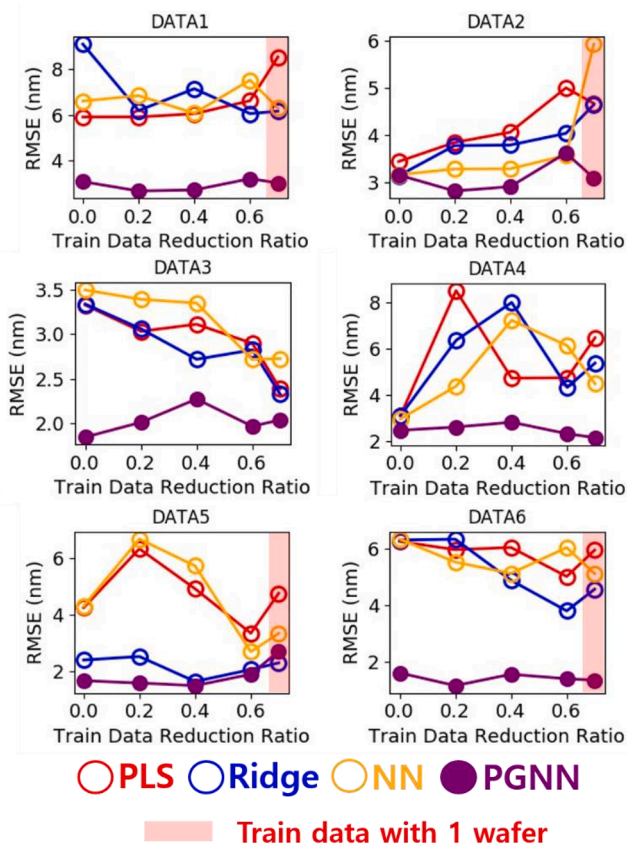 DATA1
RMSE (nm)
8
6
4
0.0 0.2 0.4 0.6
Train Data Reduction Ratio
DATA2
RMSE (nm)
6
5
4
3
0.0 0.2 0.4 0.6
Train Data Reduction Ratio
DATA3
RMSE (nm)
3.5
3.0
2.5
2.0
0.0 0.2 0.4 0.6
Train Data Reduction Ratio
DATA4
RMSE (nm)
8
6
4
2
0.0 0.2 0.4 0.6
Train Data Reduction Ratio
DATA5
RMSE (nm)
6
4
2
0.0 0.2 0.4 0.6
Train Data Reduction Ratio
DATA6
RMSE (nm)
6
4
2
0.0 0.2 0.4 0.6
Train Data Reduction Ratio
PLS Ridge NN PGNN
Train data with 1 wafer